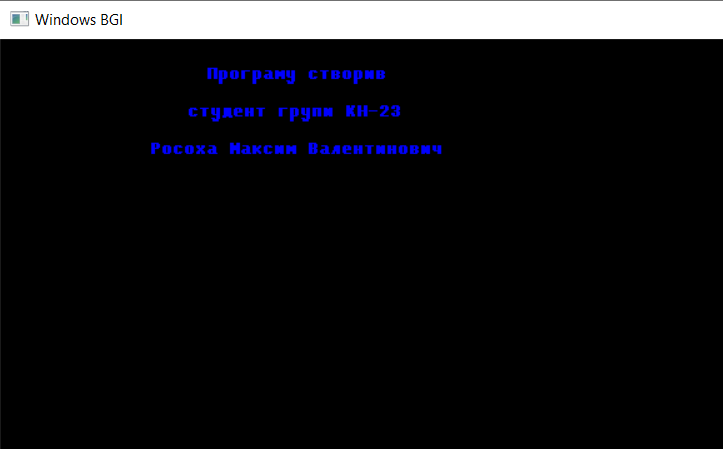 Windows BGI
Програму створив
студент групи КН-23
Росоха Максим Валентинович